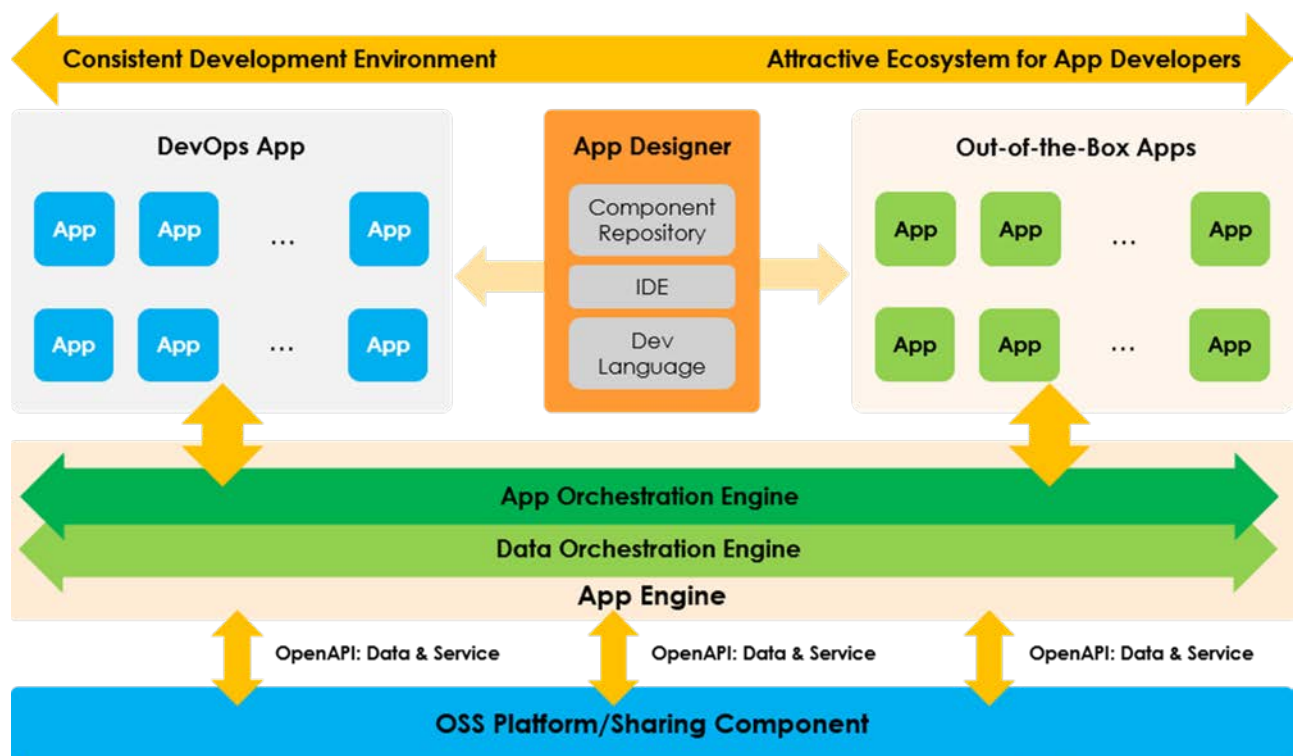 Consistent Development Environment
Attractive Ecosystem for App Developers
DevOps App
App App ... App
App App ... App
App Designer
Component
Repository
IDE
Dev
Language
Out-of-the-Box Apps
App App ... App
App App ... App
App Orchestration Engine
Data Orchestration Engine
App Engine
OpenAPI: Data & Service
OpenAPI: Data & Service
OpenAPI: Data & Service
OSS Platform/Sharing Component